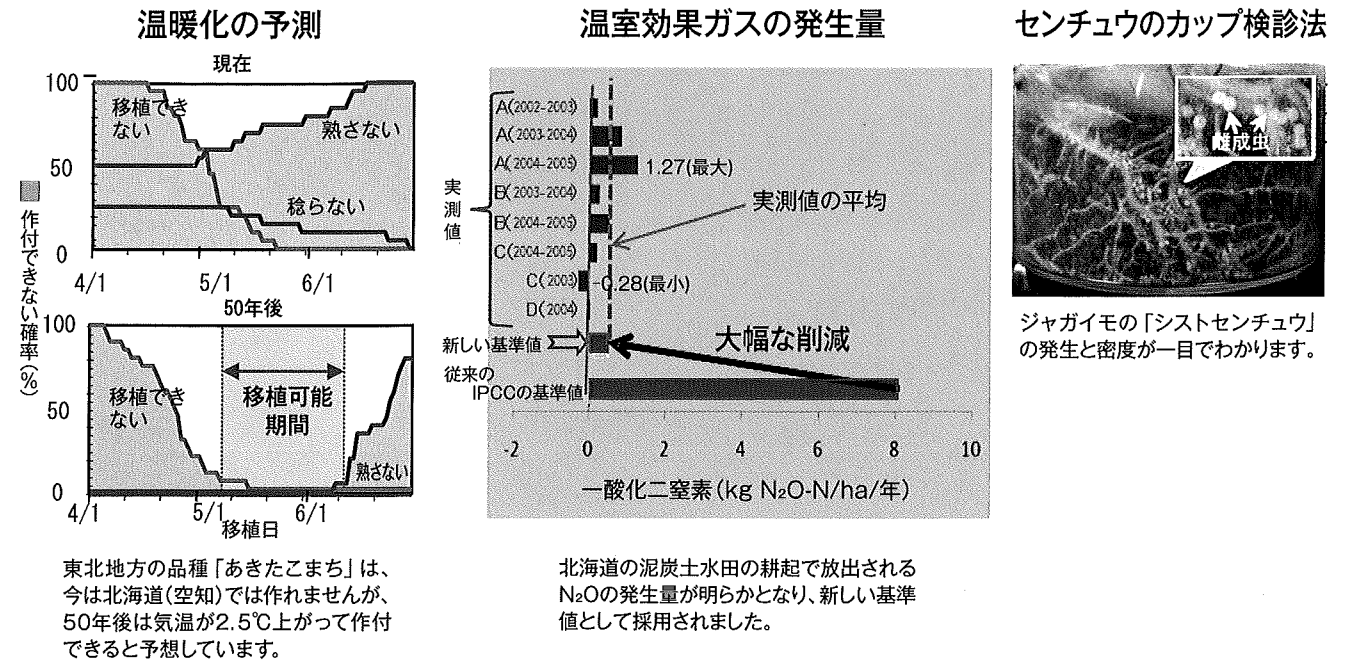 温暖化の予測
現在
100
50
0
移植でき
ない
熟さない
稔らない
4/1
5/1
6/1
作付できない確率(%)
50年後
100
50
0
移植でき
ない
移植可能
期間
熟さない
4/1
5/1
6/1
移植日
東北地方の品種「あきたこまち」は、
今は北海道(空知)では作れませんが、
50年後は気温が2.5℃上がって作付
できると予想しています。
温室効果ガスの発生量
実測値
A(2002-2003)
A(2003-2004)
A(2004-2005)
1.27(最大)
B(2003-2004)
B(2004-2005)
C(2004-2005)
C(2003)
-0.28(最小)
D(2004)
実測値の平均
新しい基準値
大幅な削減
従来の
IPCCの基準値
-2
0
2
4
6
8
10
一酸化二窒素(kg N₂O-N/ha/年)
北海道の泥炭土水田の耕起で放出される
N₂Oの発生量が明らかとなり、新しい基準
値として採用されました。
センチュウのカップ検診法
雌成虫
ジャガイモの「シストセンチュウ」
の発生と密度が一目でわかります。